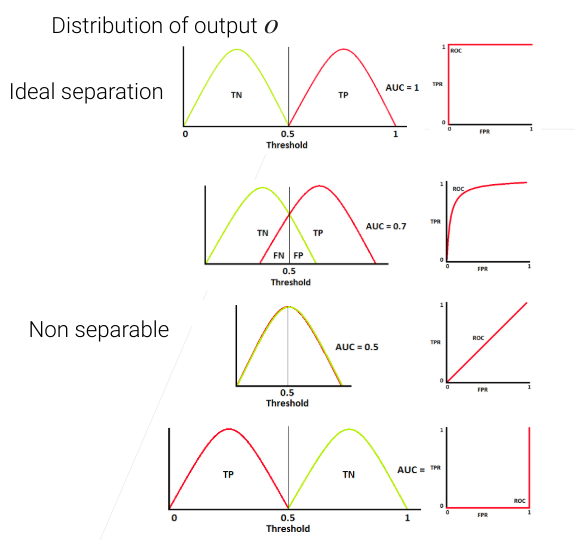 Distribution of output o
Ideal separation
TN
TP
AUC = 1
0
0.5
1
Threshold
1
ROC
TPR
0
0
FPR
1
TN
TP
FN
FP
AUC = 0.7
0.5
Threshold
1
ROC
TPR
0
0
FPR
1
Non separable
AUC = 0.5
0.5
Threshold
1
ROC
TPR
0
0
FPR
1
TP
TN
AUC =
0
0.5
1
Threshold
1
TPR
ROC
0
0
FPR
1